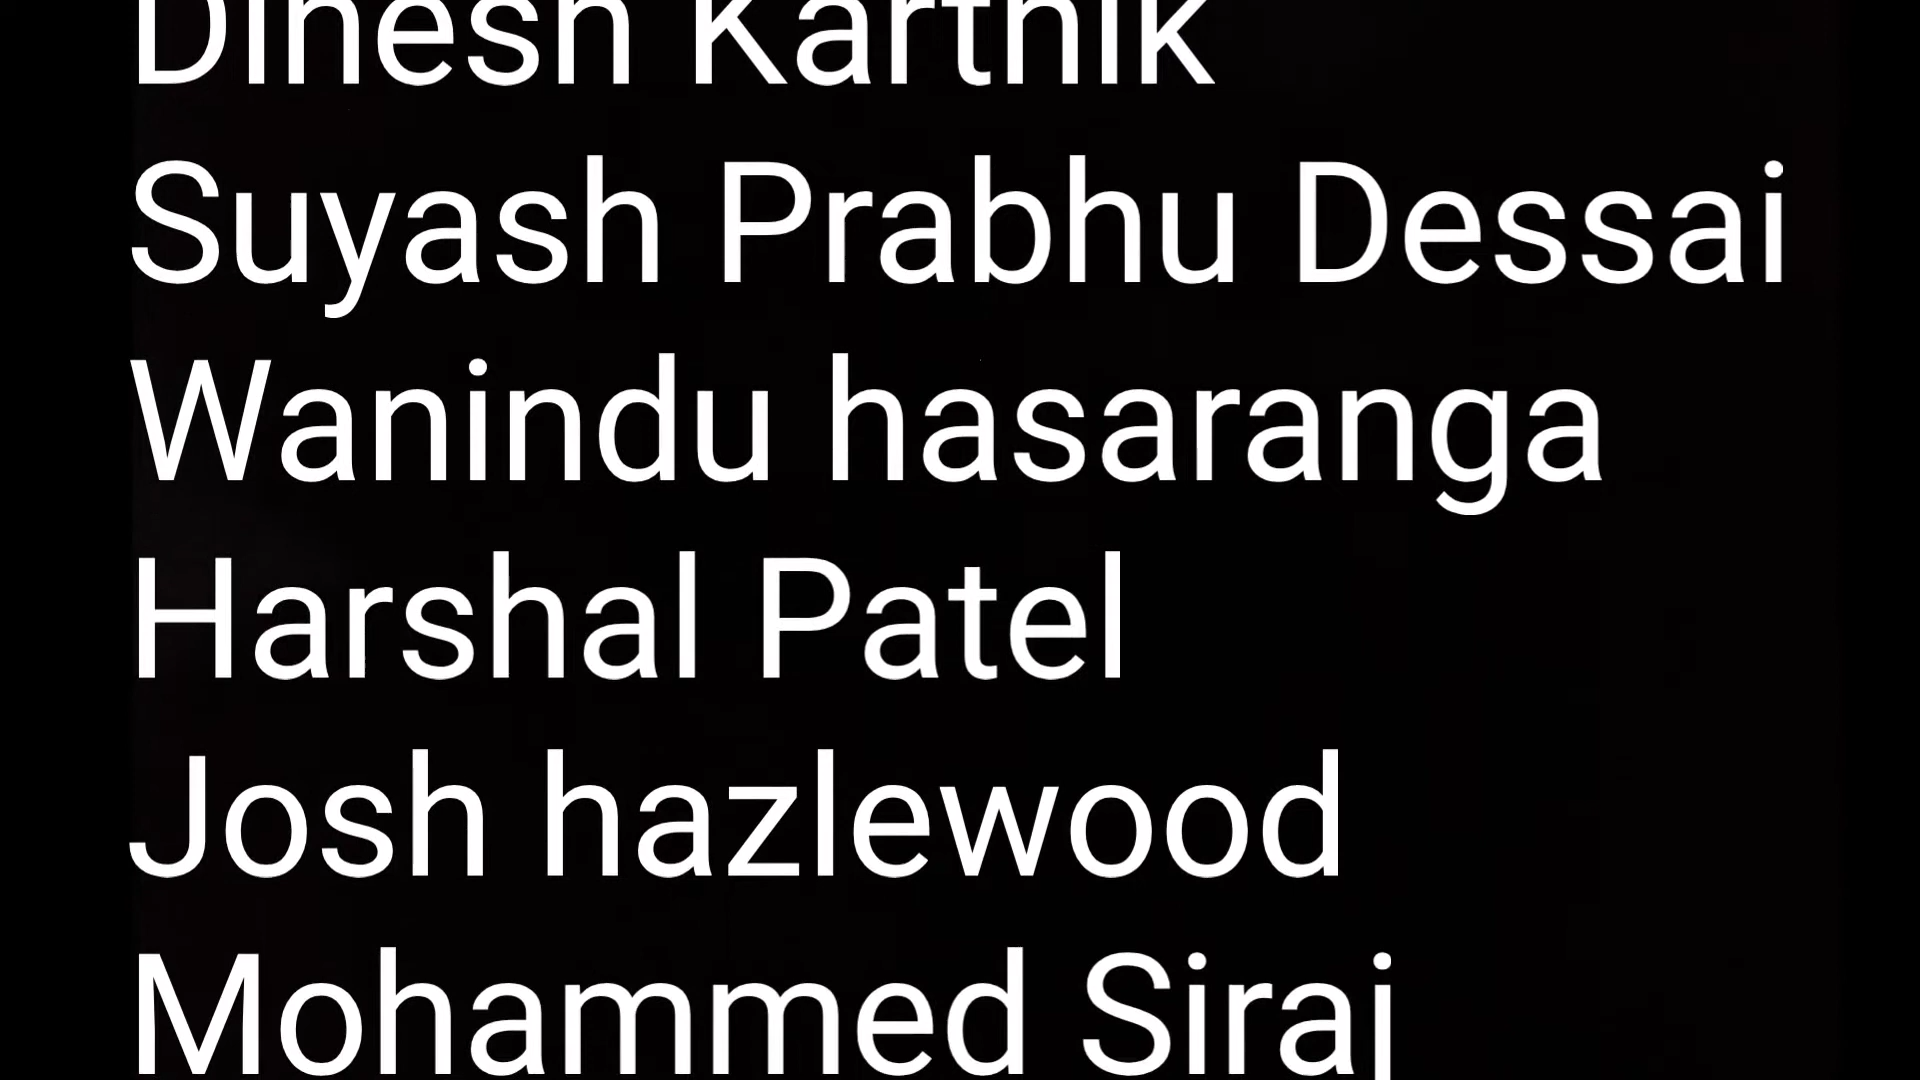 Dinesh Karthik
Suyash Prabhu Dessai
Wanindu hasaranga
Harshal Patel
Josh hazlewood
Mohammed Siraj